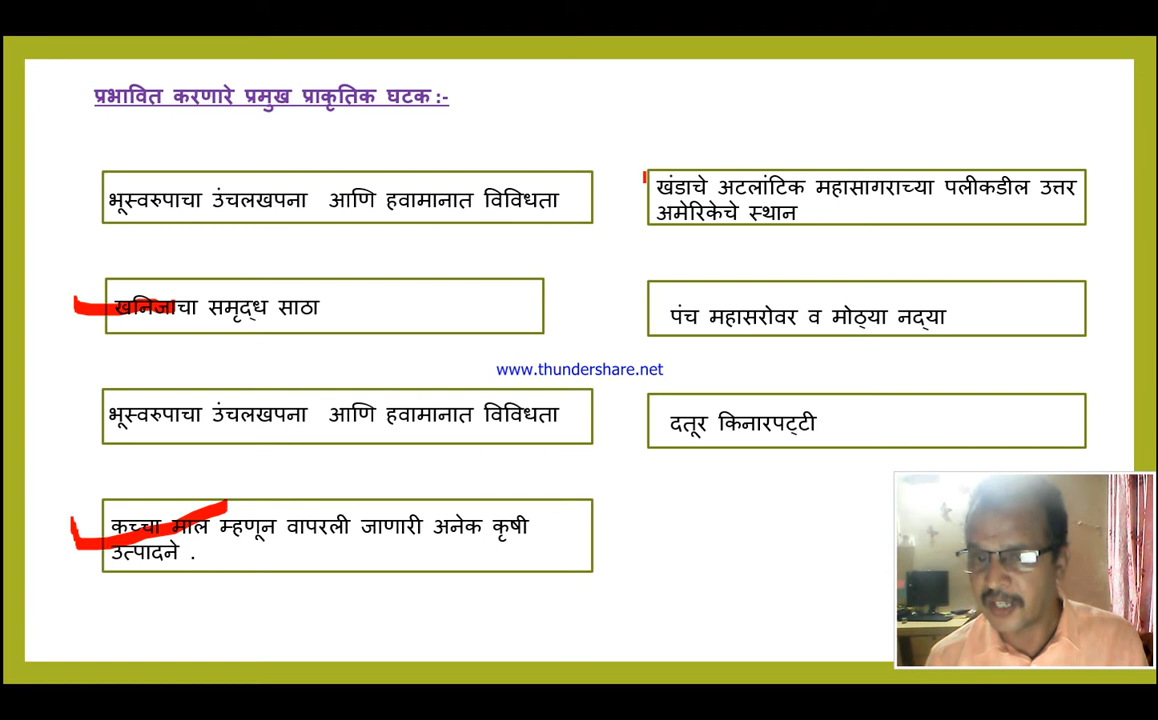 प्रभावित करणारे प्रमुख प्राकृतिक घटक :-
भूस्वरुपाचा उंचलखपना आणि हवामानात विविधता
खनिजाचा समृद्ध साठा
भूस्वरुपाचा उंचलखपना आणि हवामानात विविधता
कच्चा माल म्हणून वापरली जाणारी अनेक कृषी
उत्पादने .
खंडाचे अटलांटिक महासागराच्या पलीकडील उत्तर
अमेरिकेचे स्थान
पंच महासरोवर व मोठ्या नद्या
दतूर किनारपट्टी
www.thundershare.net